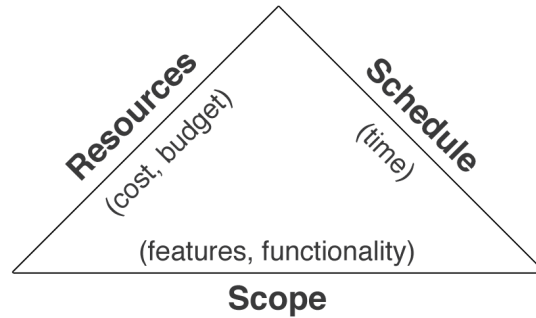 Resources
(cost, budget)
Schedule
(time)
(features, functionality)
Scope